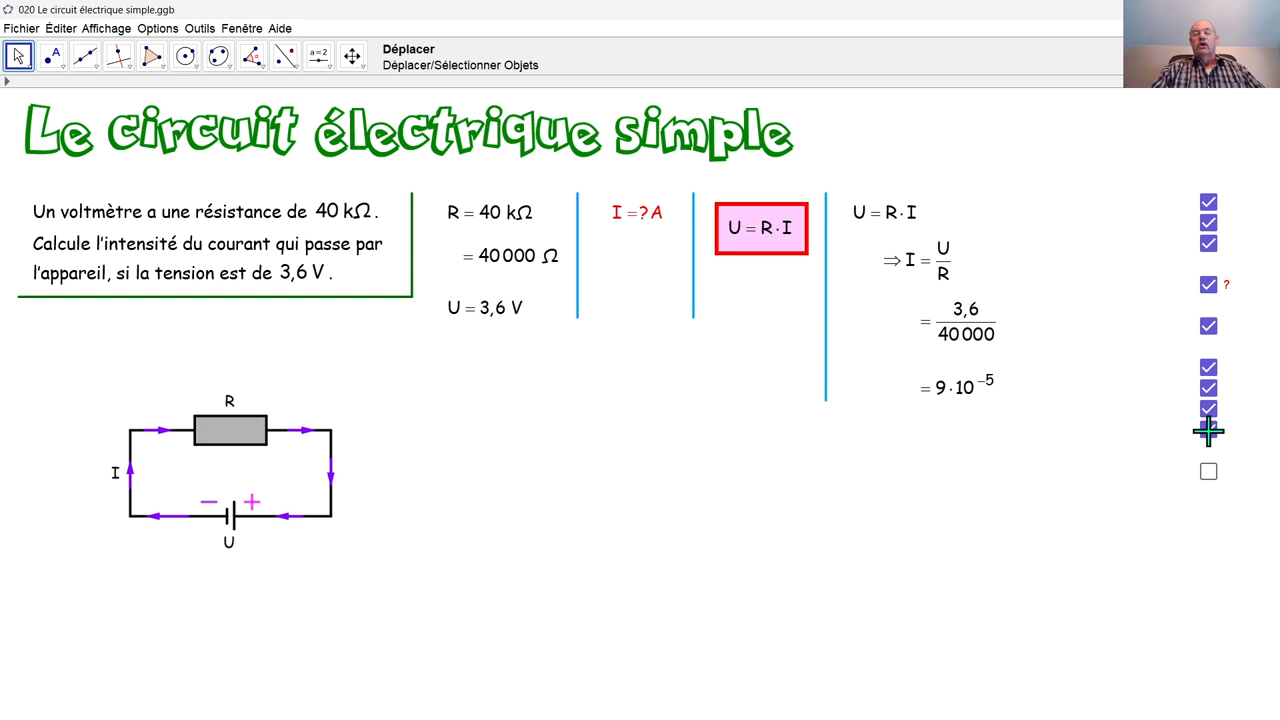 020 Le circuit électrique simple.ggb
Fichier Éditer Affichage Options Outils Fenêtre Aide
A
a=2
Déplacer
Déplacer/Sélectionner Objets
Le circuit électrique simple
Un voltmètre a une résistance de 40 kΩ.
Calcule l'intensité du courant qui passe par
l'appareil, si la tension est de 3,6 V.
R = 40 kΩ
= 40 000 Ω
U = 3,6 V
I = ? A
U = R · I
U = R · I
⇒ I = U/R
= 3,6/40 000
= 9 · 10⁻⁵
?
R
I
− +
U